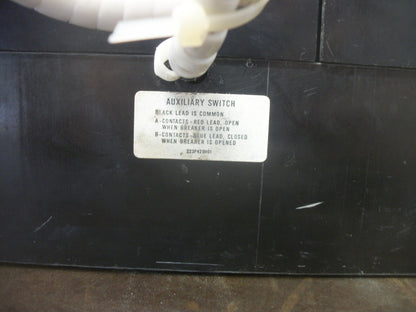 AUXILIARY SWITCH
BLACK LEAD IS COMMON
A-CONTACTS-RED LEAD, OPEN
WHEN BREAKER IS OPEN
B-CONTACTS-BLUE LEAD, CLOSED
WHEN BREAKER IS OPENED